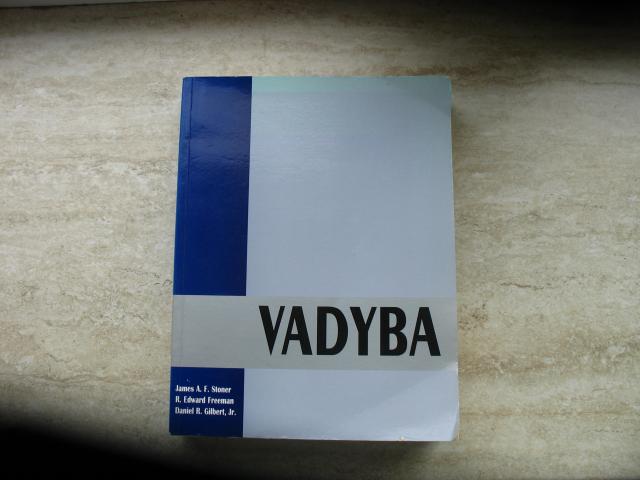 VADYBA
James A. F. Stoner
R. Edward Freeman
Daniel R. Gilbert, Jr.